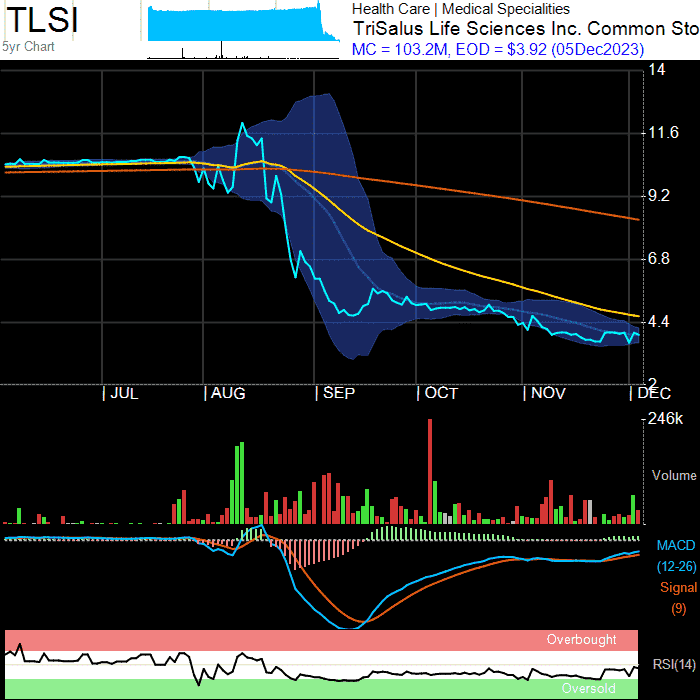 TLSI
5yr Chart
Health Care | Medical Specialities
TriSalus Life Sciences Inc. Common Sto
MC = 103.2M, EOD = $3.92 (05Dec2023)
14
11.6
9.2
6.8
4.4
2
JUL
AUG
SEP
OCT
NOV
DEC
246k
Volume
MACD
(12-26)
Signal
(9)
Overbought
RSI(14)
Oversold